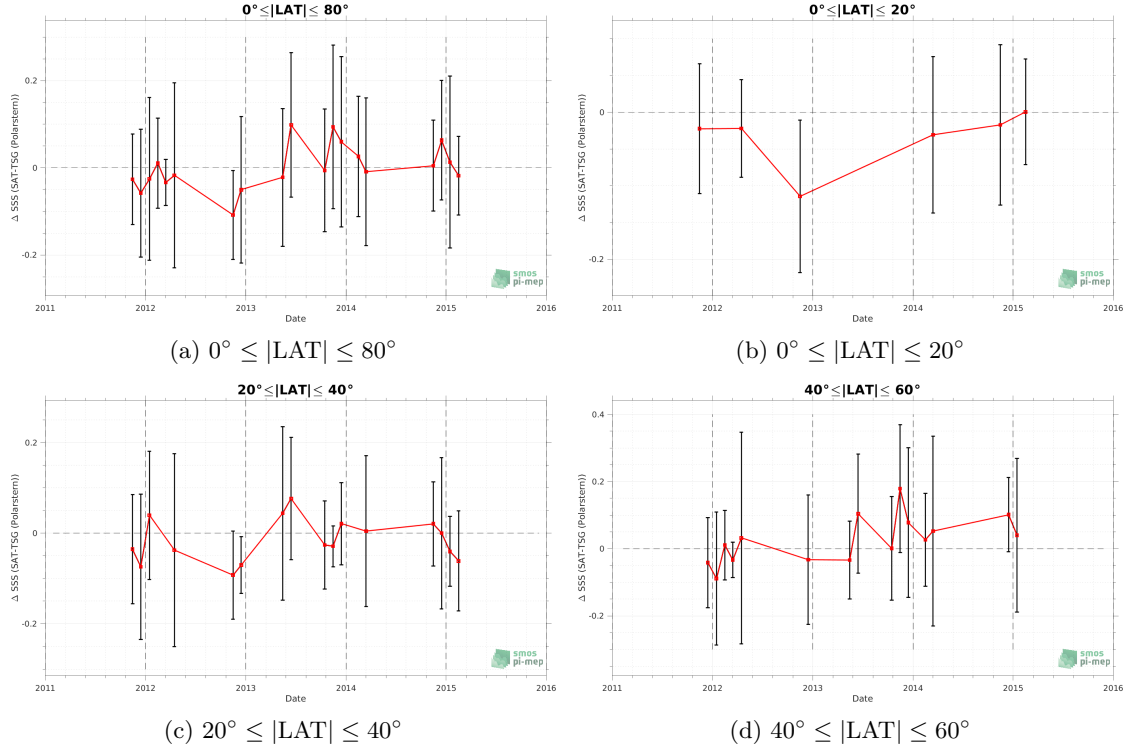 0°≤|LAT|≤ 80°
Δ SSS (SAT-TSG (Polarstern))
0.2
0
-0.2
2011 2012 2013 2014 2015 2016
Date
smos
pi-mep
(a) 0° ≤ |LAT| ≤ 80°
0°≤|LAT|≤ 20°
Δ SSS (SAT-TSG (Polarstern))
0
-0.2
2011 2012 2013 2014 2015 2016
Date
smos
pi-mep
(b) 0° ≤ |LAT| ≤ 20°
20°≤|LAT|≤ 40°
Δ SSS (SAT-TSG (Polarstern))
0.2
0
-0.2
2011 2012 2013 2014 2015 2016
Date
smos
pi-mep
(c) 20° ≤ |LAT| ≤ 40°
40°≤|LAT|≤ 60°
Δ SSS (SAT-TSG (Polarstern))
0.4
0.2
0
-0.2
2011 2012 2013 2014 2015 2016
Date
smos
pi-mep
(d) 40° ≤ |LAT| ≤ 60°